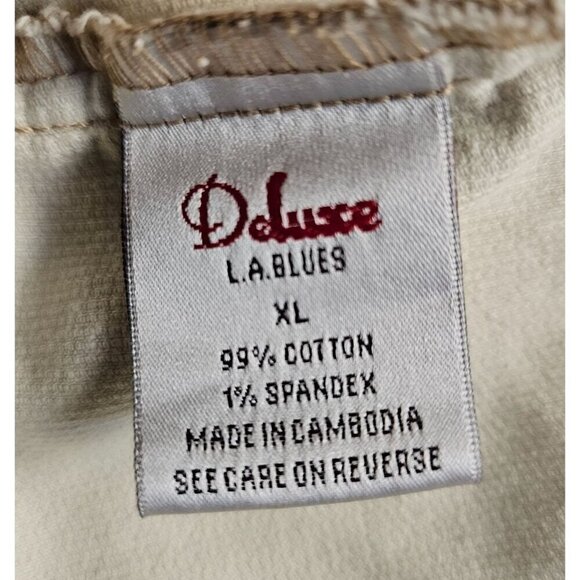 Deluxe
L.A.BLUES
XL
99% COTTON
1% SPANDEX
MADE IN CAMBODIA
SEE CARE ON REVERSE